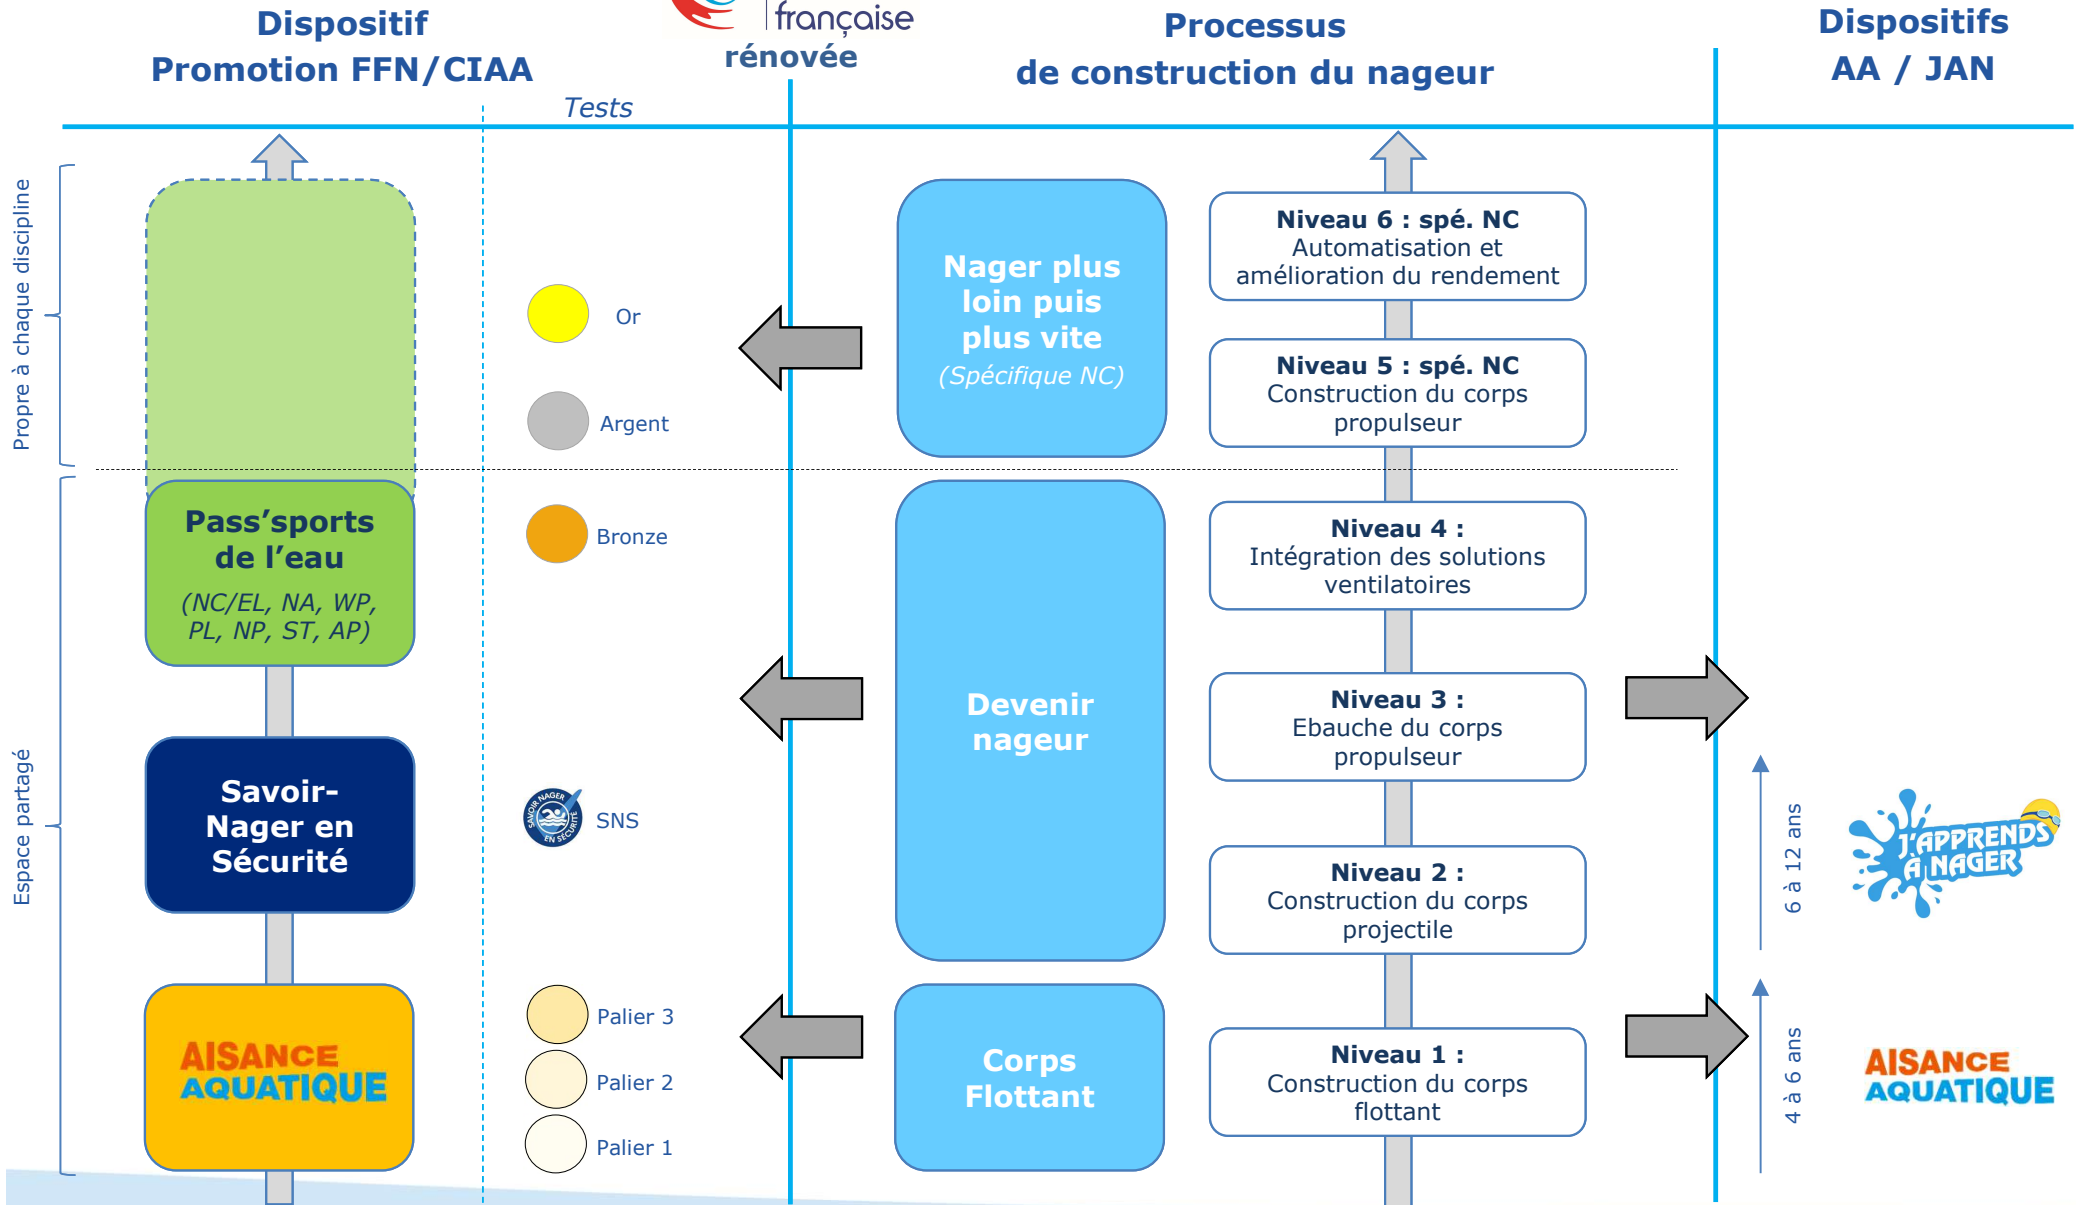 Dispositif
Promotion FFN/CIAA
Tests
française
rénovée
Processus
de construction du nageur
Dispositifs
AA / JAN
Propre à chaque discipline
Espace partagé
Pass’sports
de l’eau
(NC/EL, NA, WP,
PL, NP, ST, AP)
Savoir-
Nager en
Sécurité
AISANCE
AQUATIQUE
Or
Argent
Bronze
SAVOIR NAGER
EN SÉCURITÉ
SNS
Palier 3
Palier 2
Palier 1
Nager plus
loin puis
plus vite
(Spécifique NC)
Devenir
nageur
Corps
Flottant
Niveau 6 : spé. NC
Automatisation et
amélioration du rendement
Niveau 5 : spé. NC
Construction du corps
propulseur
Niveau 4 :
Intégration des solutions
ventilatoires
Niveau 3 :
Ebauche du corps
propulseur
Niveau 2 :
Construction du corps
projectile
Niveau 1 :
Construction du corps
flottant
6 à 12 ans
J'APPRENDS
À NAGER
4 à 6 ans
AISANCE
AQUATIQUE